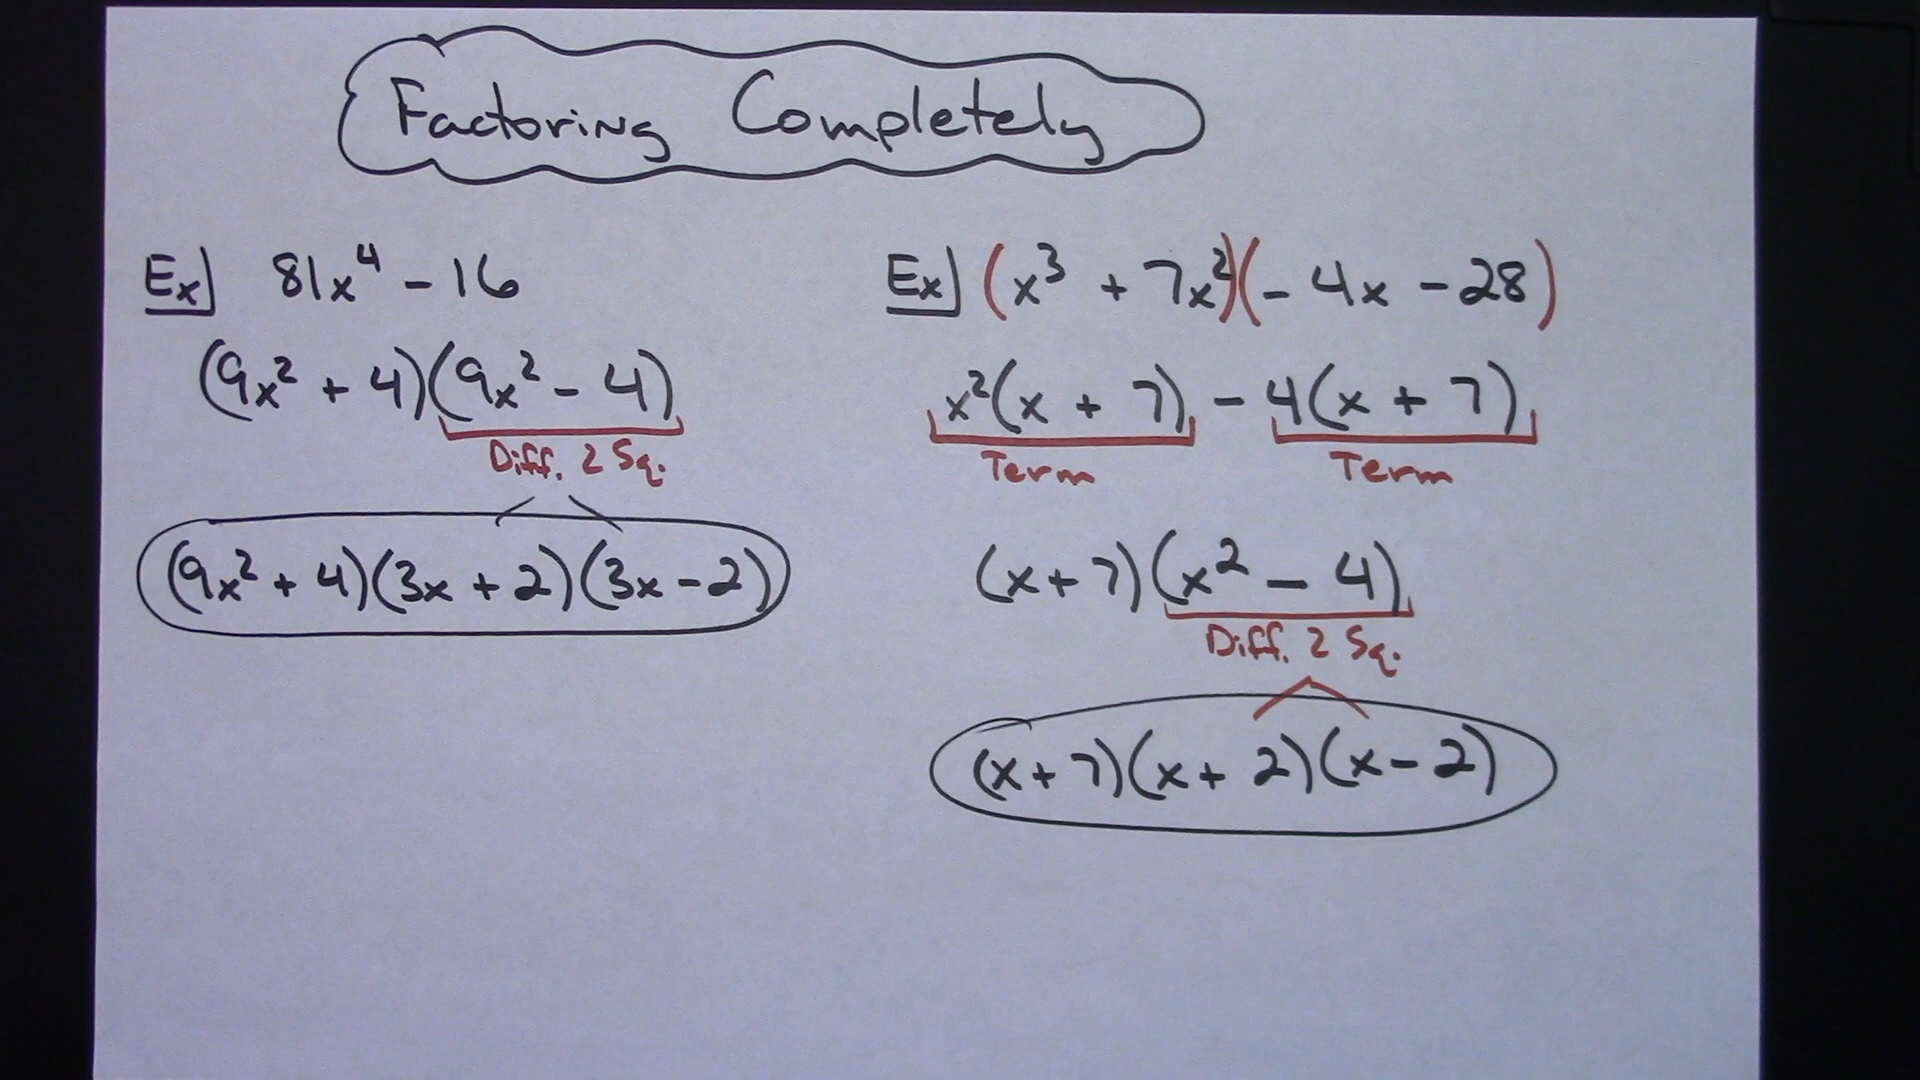 Factoring Completely
Ex] 81x⁴ - 16
(9x² + 4)(9x² - 4)
Diff. 2 Sq.
(9x² + 4)(3x + 2)(3x - 2)
Ex] (x³ + 7x²)(- 4x - 28)
x²(x + 7) - 4(x + 7)
Term Term
(x + 7)(x² - 4)
Diff. 2 Sq.
(x + 7)(x + 2)(x - 2)